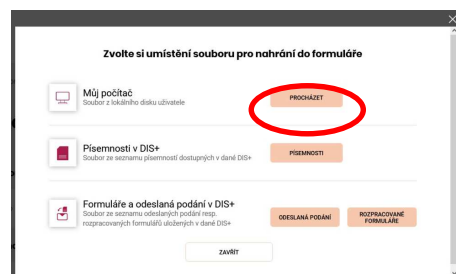 Zvolte si umístění souboru pro nahrání do formuláře
Můj počítač
Soubor z lokálního disku uživatele
PROCHÁZET
Písemnosti v DIS+
Soubor ze seznamu písemností dostupných v dané DIS+
PÍSEMNOSTI
Formuláře a odeslaná podání v DIS+
Soubor ze seznamu odeslaných podání resp.
rozpracovaných formulářů uložených v dané DIS+
ODESLANÁ PODÁNÍ
ROZPRACOVANÉ
FORMULÁŘE
ZAVŘÍT